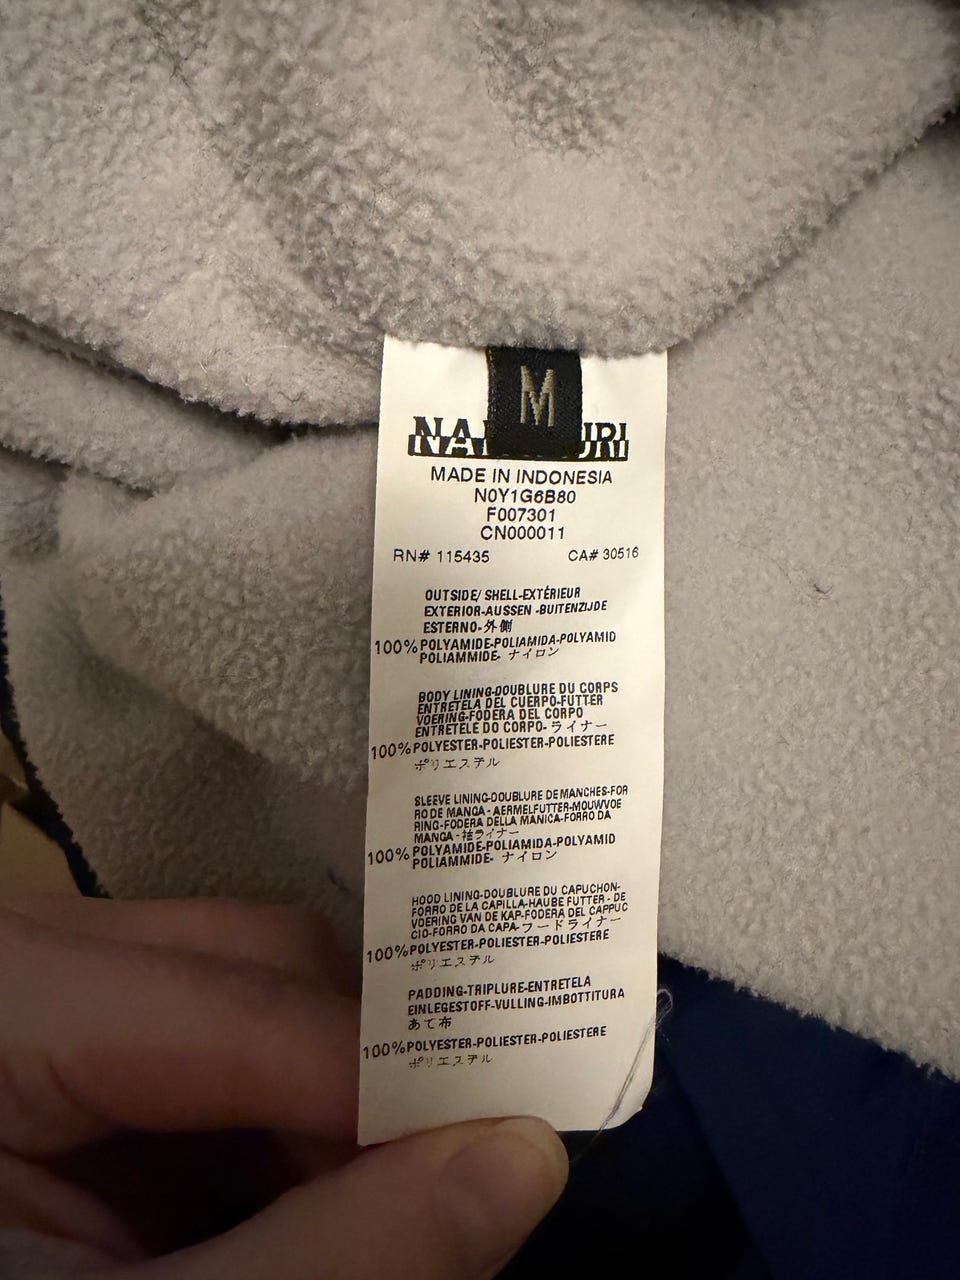 M
MADE IN INDONESIA
N0Y1G6B80
F007301
CN000011
RN# 115435 CA# 30516
OUTSIDE/ SHELL-EXTÉRIEUR
EXTERIOR-AUSSEN -BUITENZIJDE
ESTERNO-外側
100% POLYAMIDE-POLIAMIDA-POLYAMID
POLIAMMIDE- ナイロン
BODY LINING-DOUBLURE DU CORPS
ENTRETELA DEL CUERPO-FUTTER
VOERING-FODERA DEL CORPO
ENTRETELE DO CORPO-ライナー
100% POLYESTER-POLIESTER-POLIESTERE
ポリエステル
SLEEVE LINING-DOUBLURE DE MANCHES-FOR
RO DE MANGA - AERMELFUTTER-MOUWVOE
RING-FODERA DELLA MANICA-FORRO DA
MANGA - 袖ライナー
100% POLYAMIDE-POLIAMIDA-POLYAMID
POLIAMMIDE- ナイロン
HOOD LINING-DOUBLURE DU CAPUCHON-
FORRO DE LA CAPILLA-HAUBE FUTTER - DE
VOERING VAN DE KAP-FODERA DEL CAPPUC
CIO-FORRO DA CAPA-フードライナー
100% POLYESTER-POLIESTER-POLIESTERE
ポリエステル
PADDING-TRIPLURE-ENTRETELA
EINLEGESTOFF-VULLING-IMBOTTITURA
あて布
100% POLYESTER-POLIESTER-POLIESTERE
ポリエステル